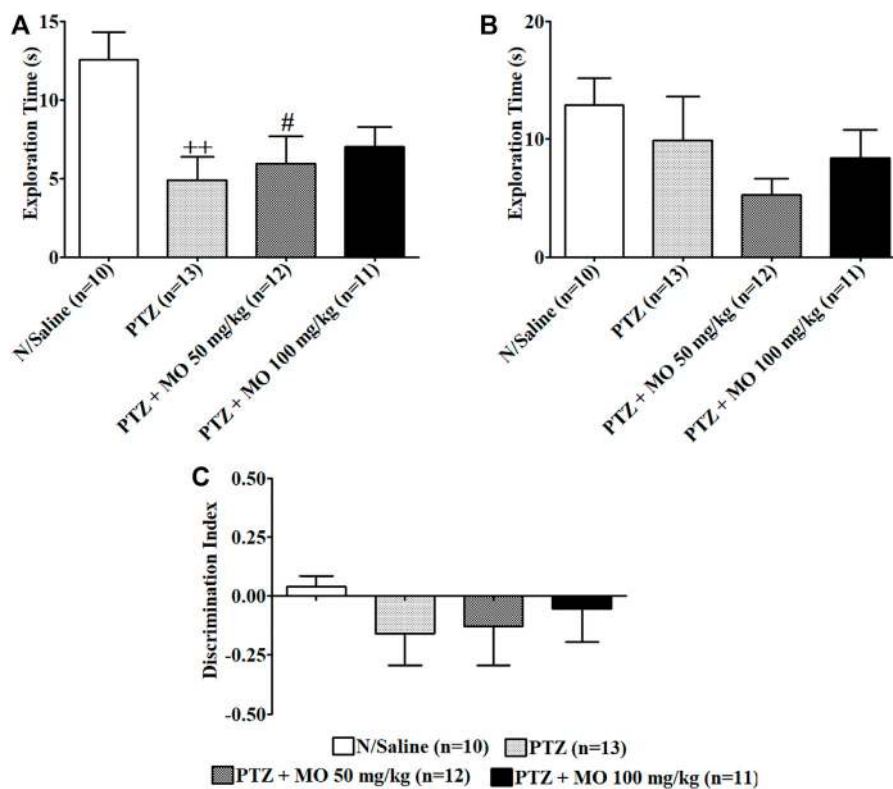 A
Exploration Time (s)
15
10
5
0
++
#
N/Saline (n=10)
PTZ (n=13)
PTZ + MO 50 mg/kg (n=12)
PTZ + MO 100 mg/kg (n=11)
B
Exploration Time (s)
20
10
0
N/Saline (n=10)
PTZ (n=13)
PTZ + MO 50 mg/kg (n=12)
PTZ + MO 100 mg/kg (n=11)
C
Discrimination Index
0.50
0.25
0.00
-0.25
-0.50
N/Saline (n=10) PTZ (n=13)
PTZ + MO 50 mg/kg (n=12) PTZ + MO 100 mg/kg (n=11)